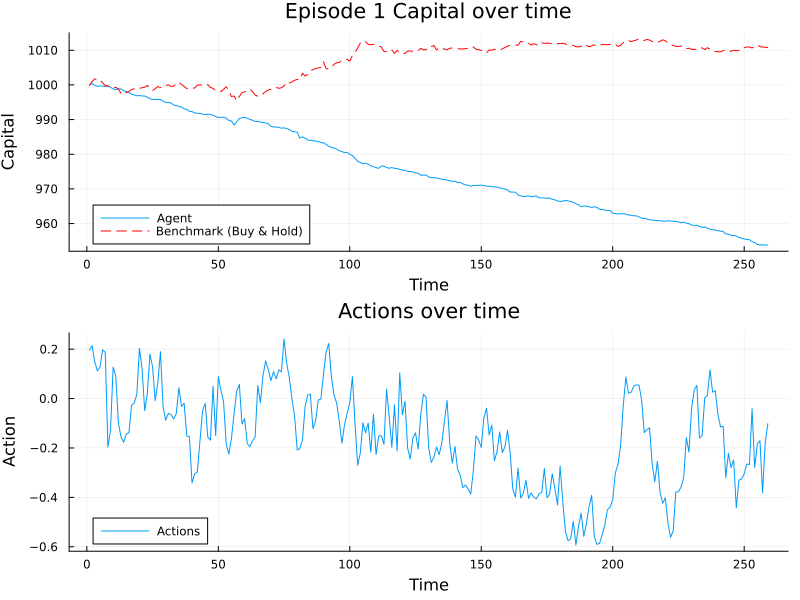 Episode 1 Capital over time
Capital
1010
1000
990
980
970
960
Agent
Benchmark (Buy & Hold)
0 50 100 150 200 250
Time
Actions over time
Action
0.2
0.0
−0.2
−0.4
−0.6
Actions
0 50 100 150 200 250
Time